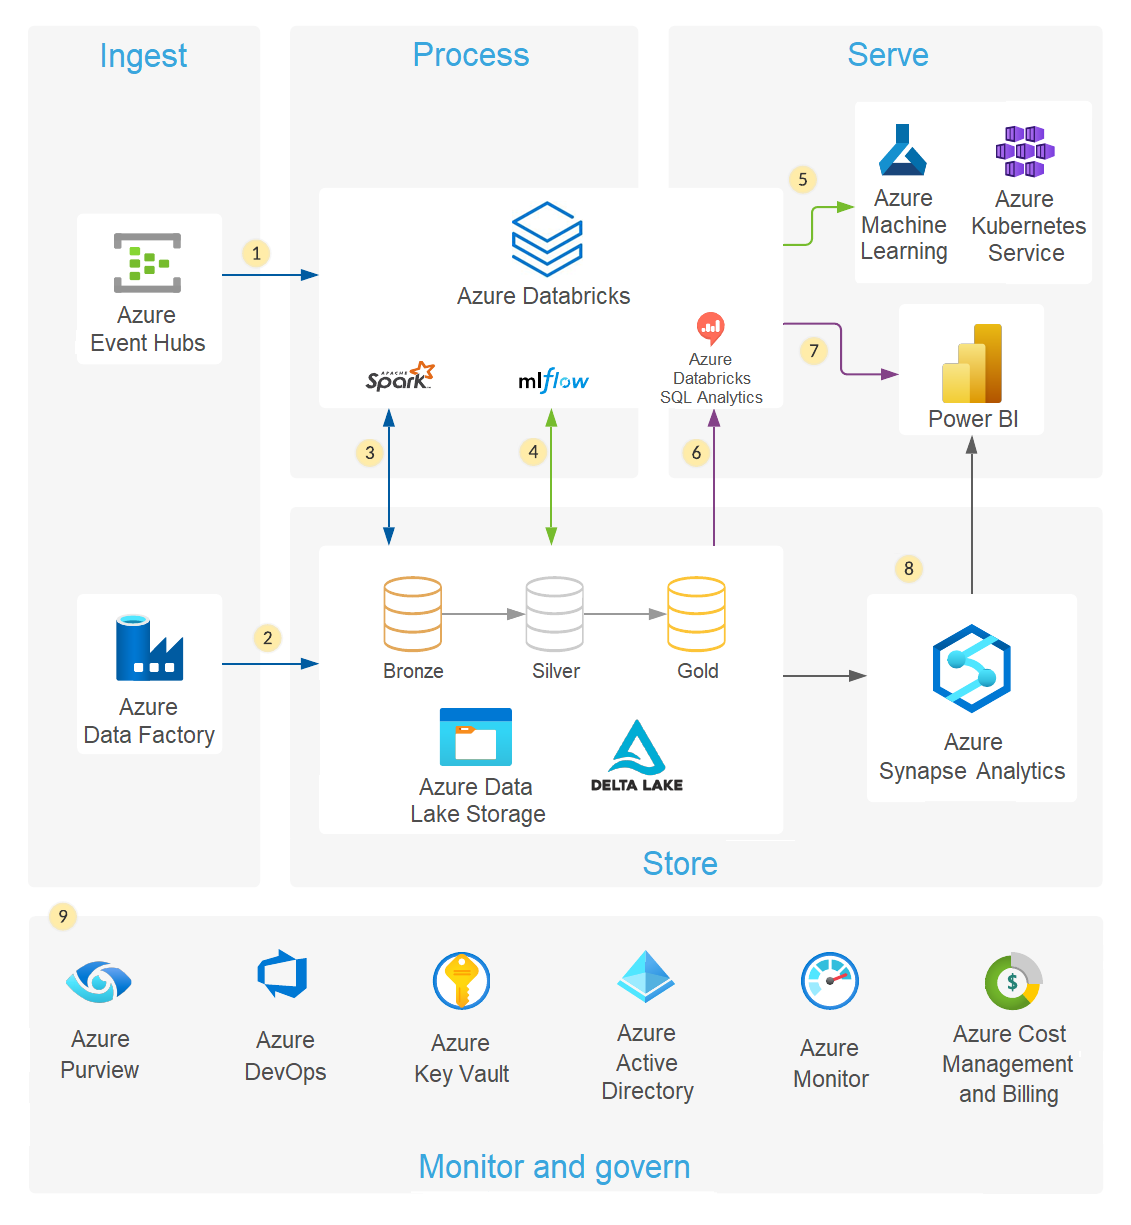 Ingest
Process
Serve
Azure
Machine
Learning
Azure
Kubernetes
Service
5
1
Azure
Event Hubs
Azure Databricks
APACHE
Spark™
mlflow
Azure
Databricks
SQL Analytics
7
Power BI
3
4
6
8
2
Azure
Data Factory
Bronze
Silver
Gold
Azure Data
Lake Storage
DELTA LAKE
Azure
Synapse Analytics
Store
9
Azure
Purview
Azure
DevOps
Azure
Key Vault
Azure
Active
Directory
Azure
Monitor
$
Azure Cost
Management
and Billing
Monitor and govern